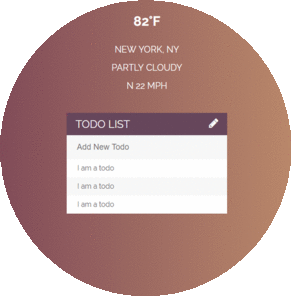 82°F
NEW YORK, NY
PARTLY CLOUDY
N 22 MPH
TODO LIST
Add New Todo
I am a todo
I am a todo
I am a todo